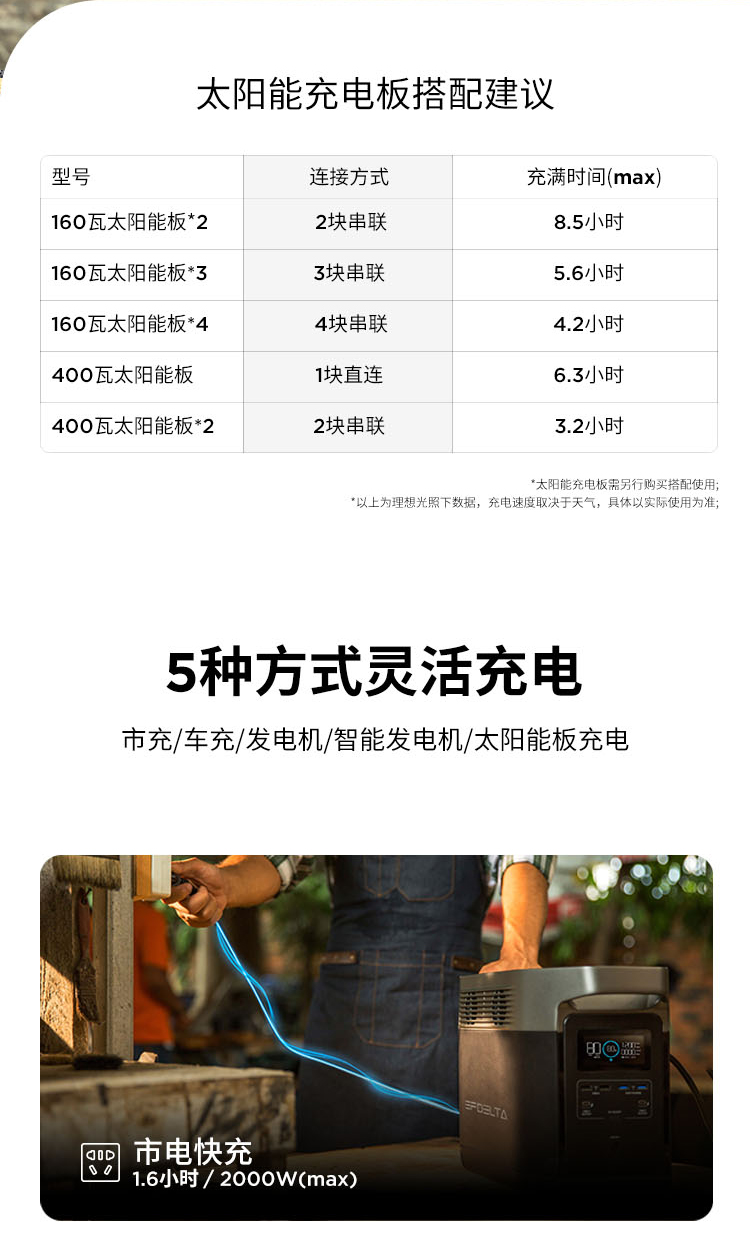 太阳能充电板搭配建议
型号 连接方式 充满时间(max)
160瓦太阳能板*2 2块串联 8.5小时
160瓦太阳能板*3 3块串联 5.6小时
160瓦太阳能板*4 4块串联 4.2小时
400瓦太阳能板 1块直连 6.3小时
400瓦太阳能板*2 2块串联 3.2小时
*太阳能充电板需另行购买搭配使用;
*以上为理想光照下数据，充电速度取决于天气，具体以实际使用为准;
5种方式灵活充电
市充/车充/发电机/智能发电机/太阳能板充电
EFDELTA
市电快充
1.6小时 / 2000W(max)